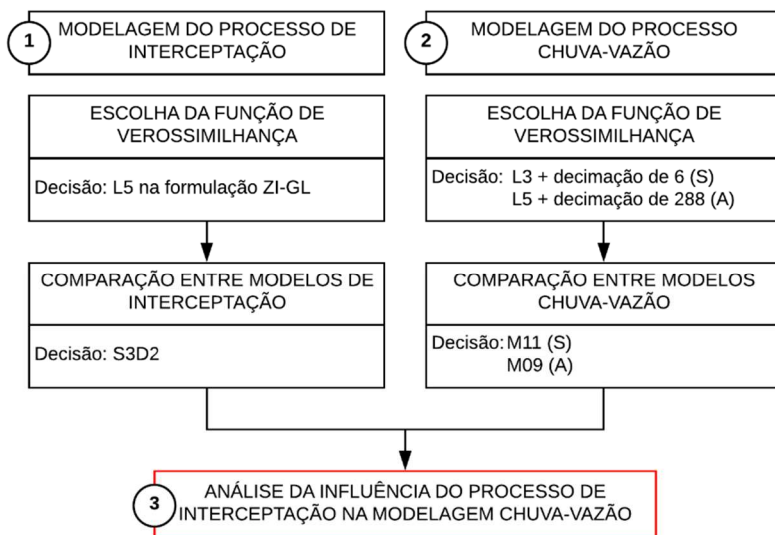 1
MODELAGEM DO PROCESSO DE
INTERCEPTAÇÃO
ESCOLHA DA FUNÇÃO DE
VEROSSIMILHANÇA
Decisão: L5 na formulação ZI-GL
COMPARAÇÃO ENTRE MODELOS DE
INTERCEPTAÇÃO
Decisão: S3D2
2
MODELAGEM DO PROCESSO
CHUVA-VAZÃO
ESCOLHA DA FUNÇÃO DE
VEROSSIMILHANÇA
Decisão: L3 + decimação de 6 (S)
L5 + decimação de 288 (A)
COMPARAÇÃO ENTRE MODELOS
CHUVA-VAZÃO
Decisão: M11 (S)
M09 (A)
3
ANÁLISE DA INFLUÊNCIA DO PROCESSO DE
INTERCEPTAÇÃO NA MODELAGEM CHUVA-VAZÃO